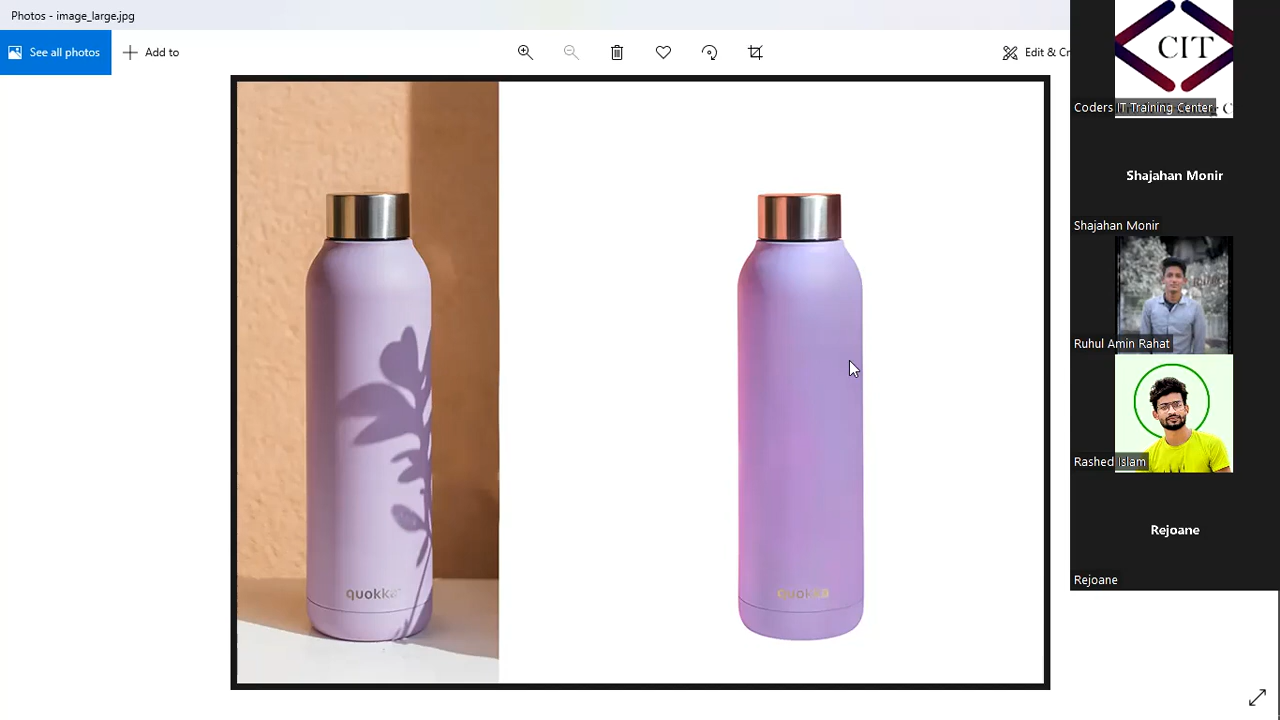 Photos - image_large.jpg
See all photos
Add to
Edit & Cr
CIT
Coders IT Training Center
Shajahan Monir
Shajahan Monir
Ruhul Amin Rahat
Rashed Islam
Rejoane
Rejoane
quokka
quokka